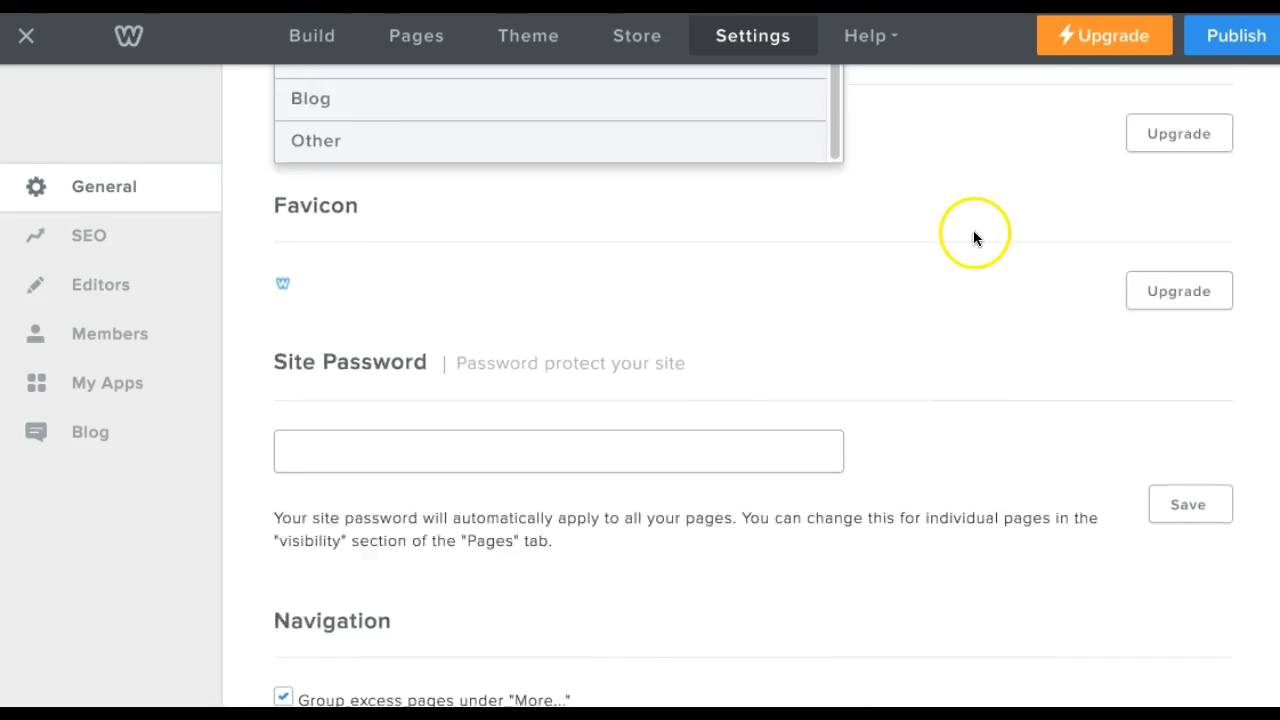 Build Pages Theme Store Settings Help Upgrade Publish
Blog
Other
Upgrade
General
Favicon
SEO
Editors
Upgrade
Members
Site Password | Password protect your site
My Apps
Blog
Your site password will automatically apply to all your pages. You can change this for individual pages in the
"visibility" section of the "Pages" tab.
Save
Navigation
Group excess pages under "More..."